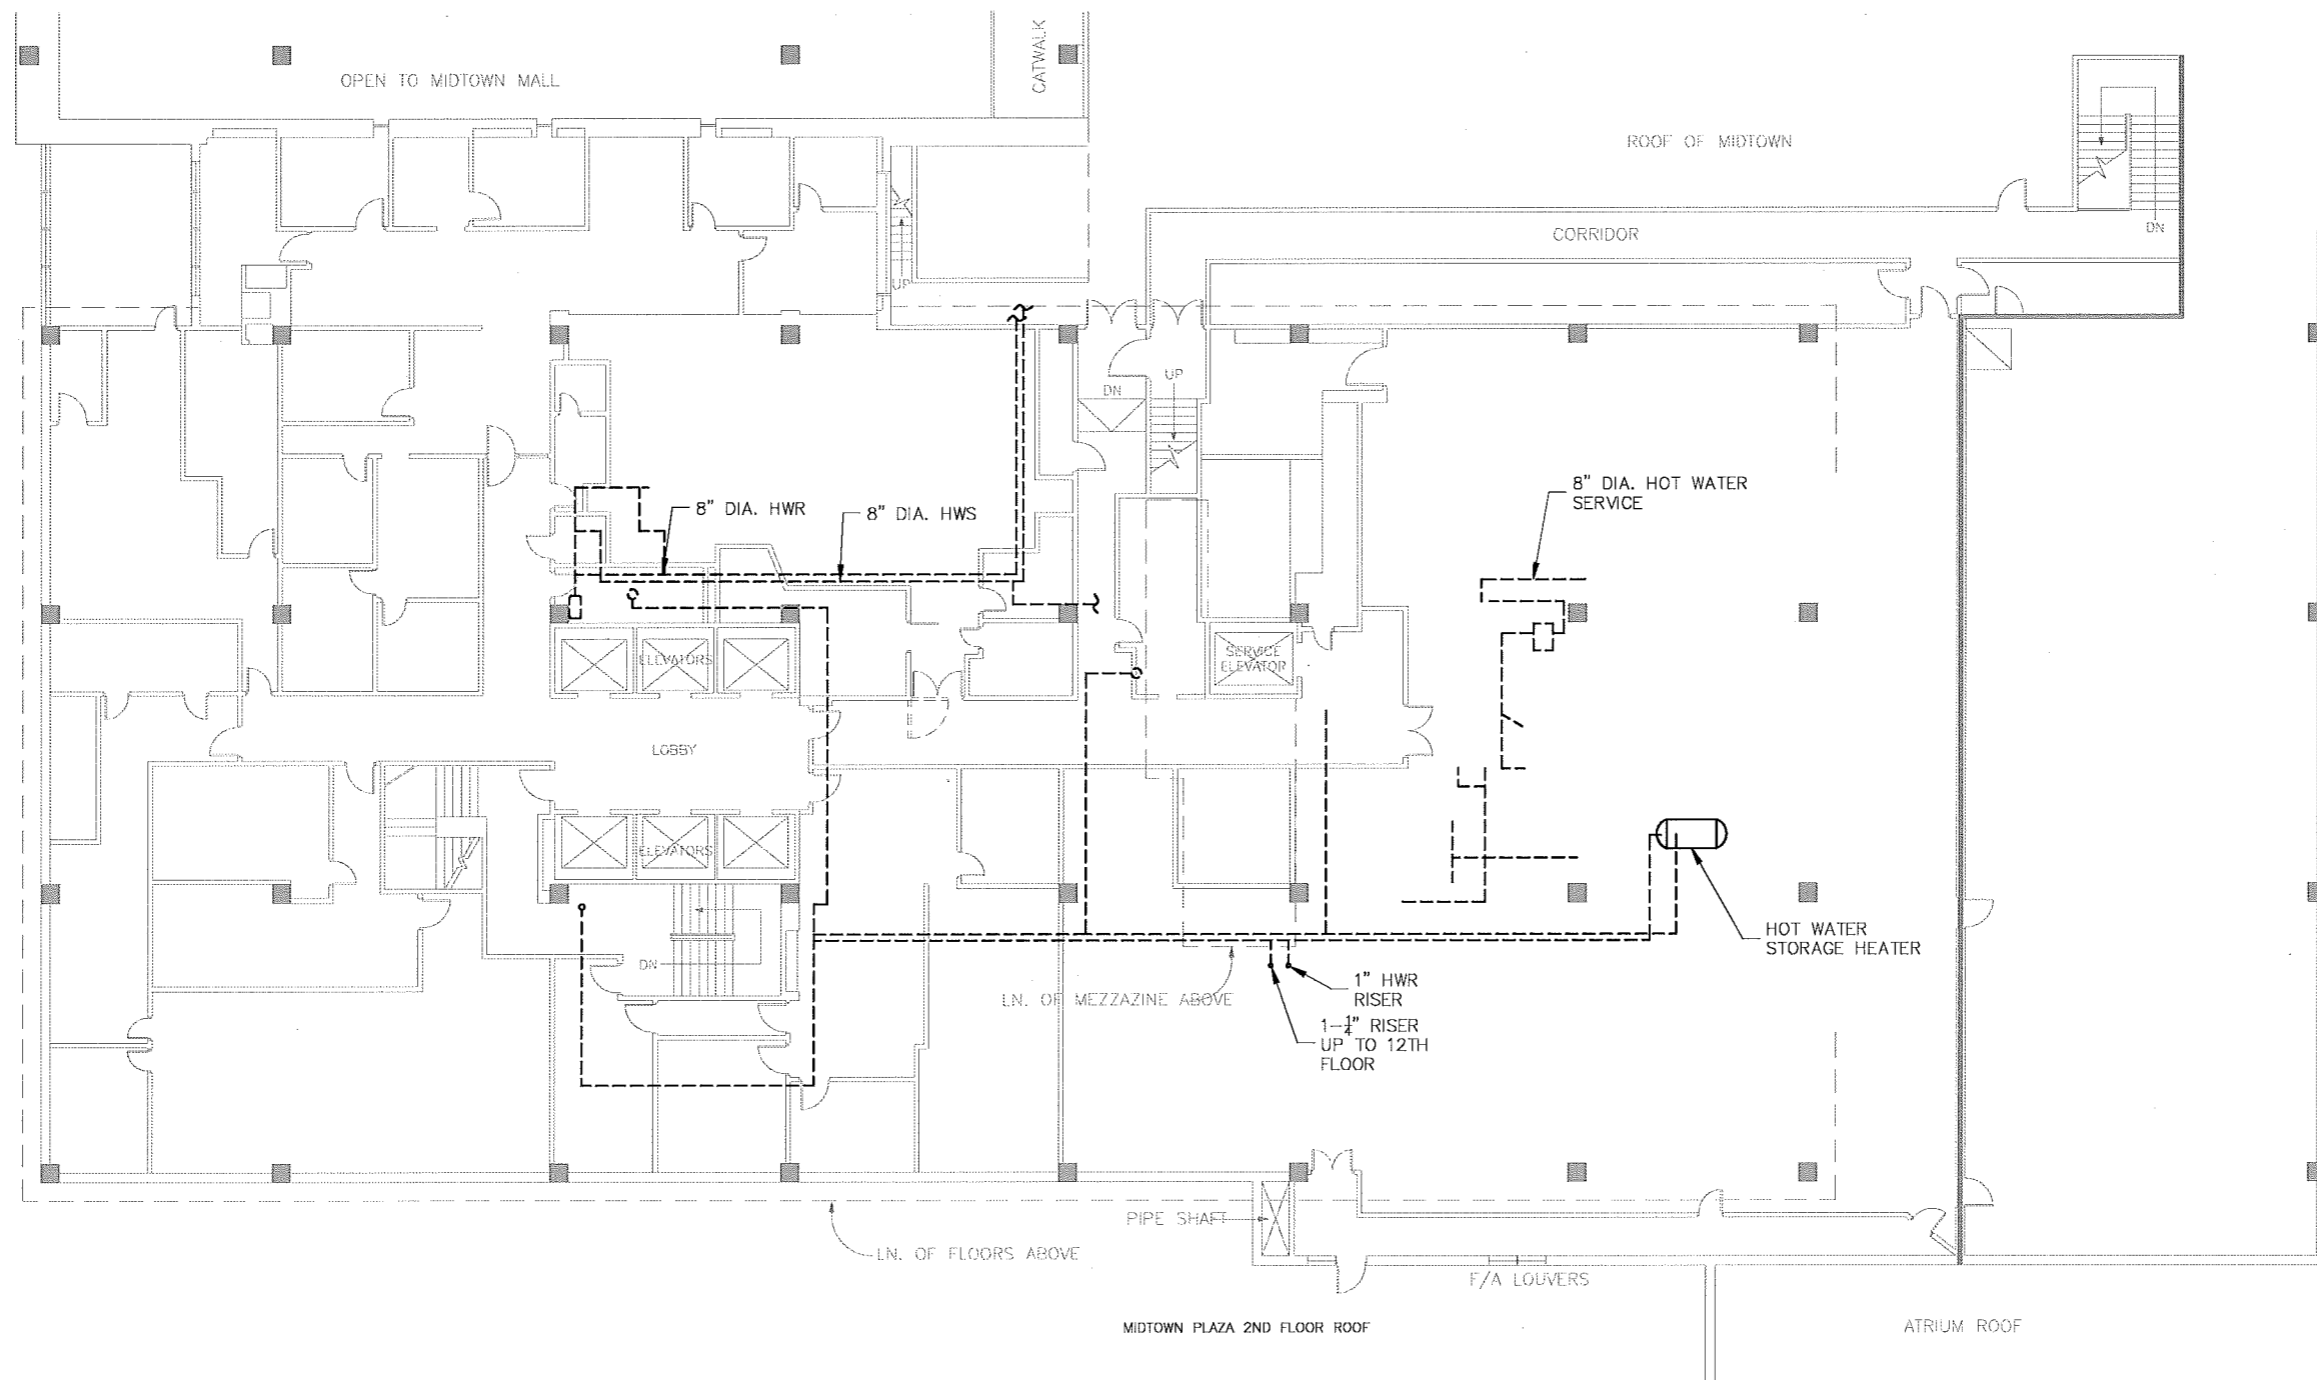 CATWALK
OPEN TO MIDTOWN MALL
ROOF OF MIDTOWN
DN
CORRIDOR
UP
DN
UP
8" DIA. HWR
8" DIA. HWS
8" DIA. HOT WATER
SERVICE
ELEVATORS
SERVICE
ELEVATOR
LOBBY
ELEVATORS
HOT WATER
STORAGE HEATER
DN
LN. OF MEZZAZINE ABOVE
1" HWR
RISER
1-1/4" RISER
UP TO 12TH
FLOOR
PIPE SHAFT
LN. OF FLOORS ABOVE
F/A LOUVERS
MIDTOWN PLAZA 2ND FLOOR ROOF
ATRIUM ROOF